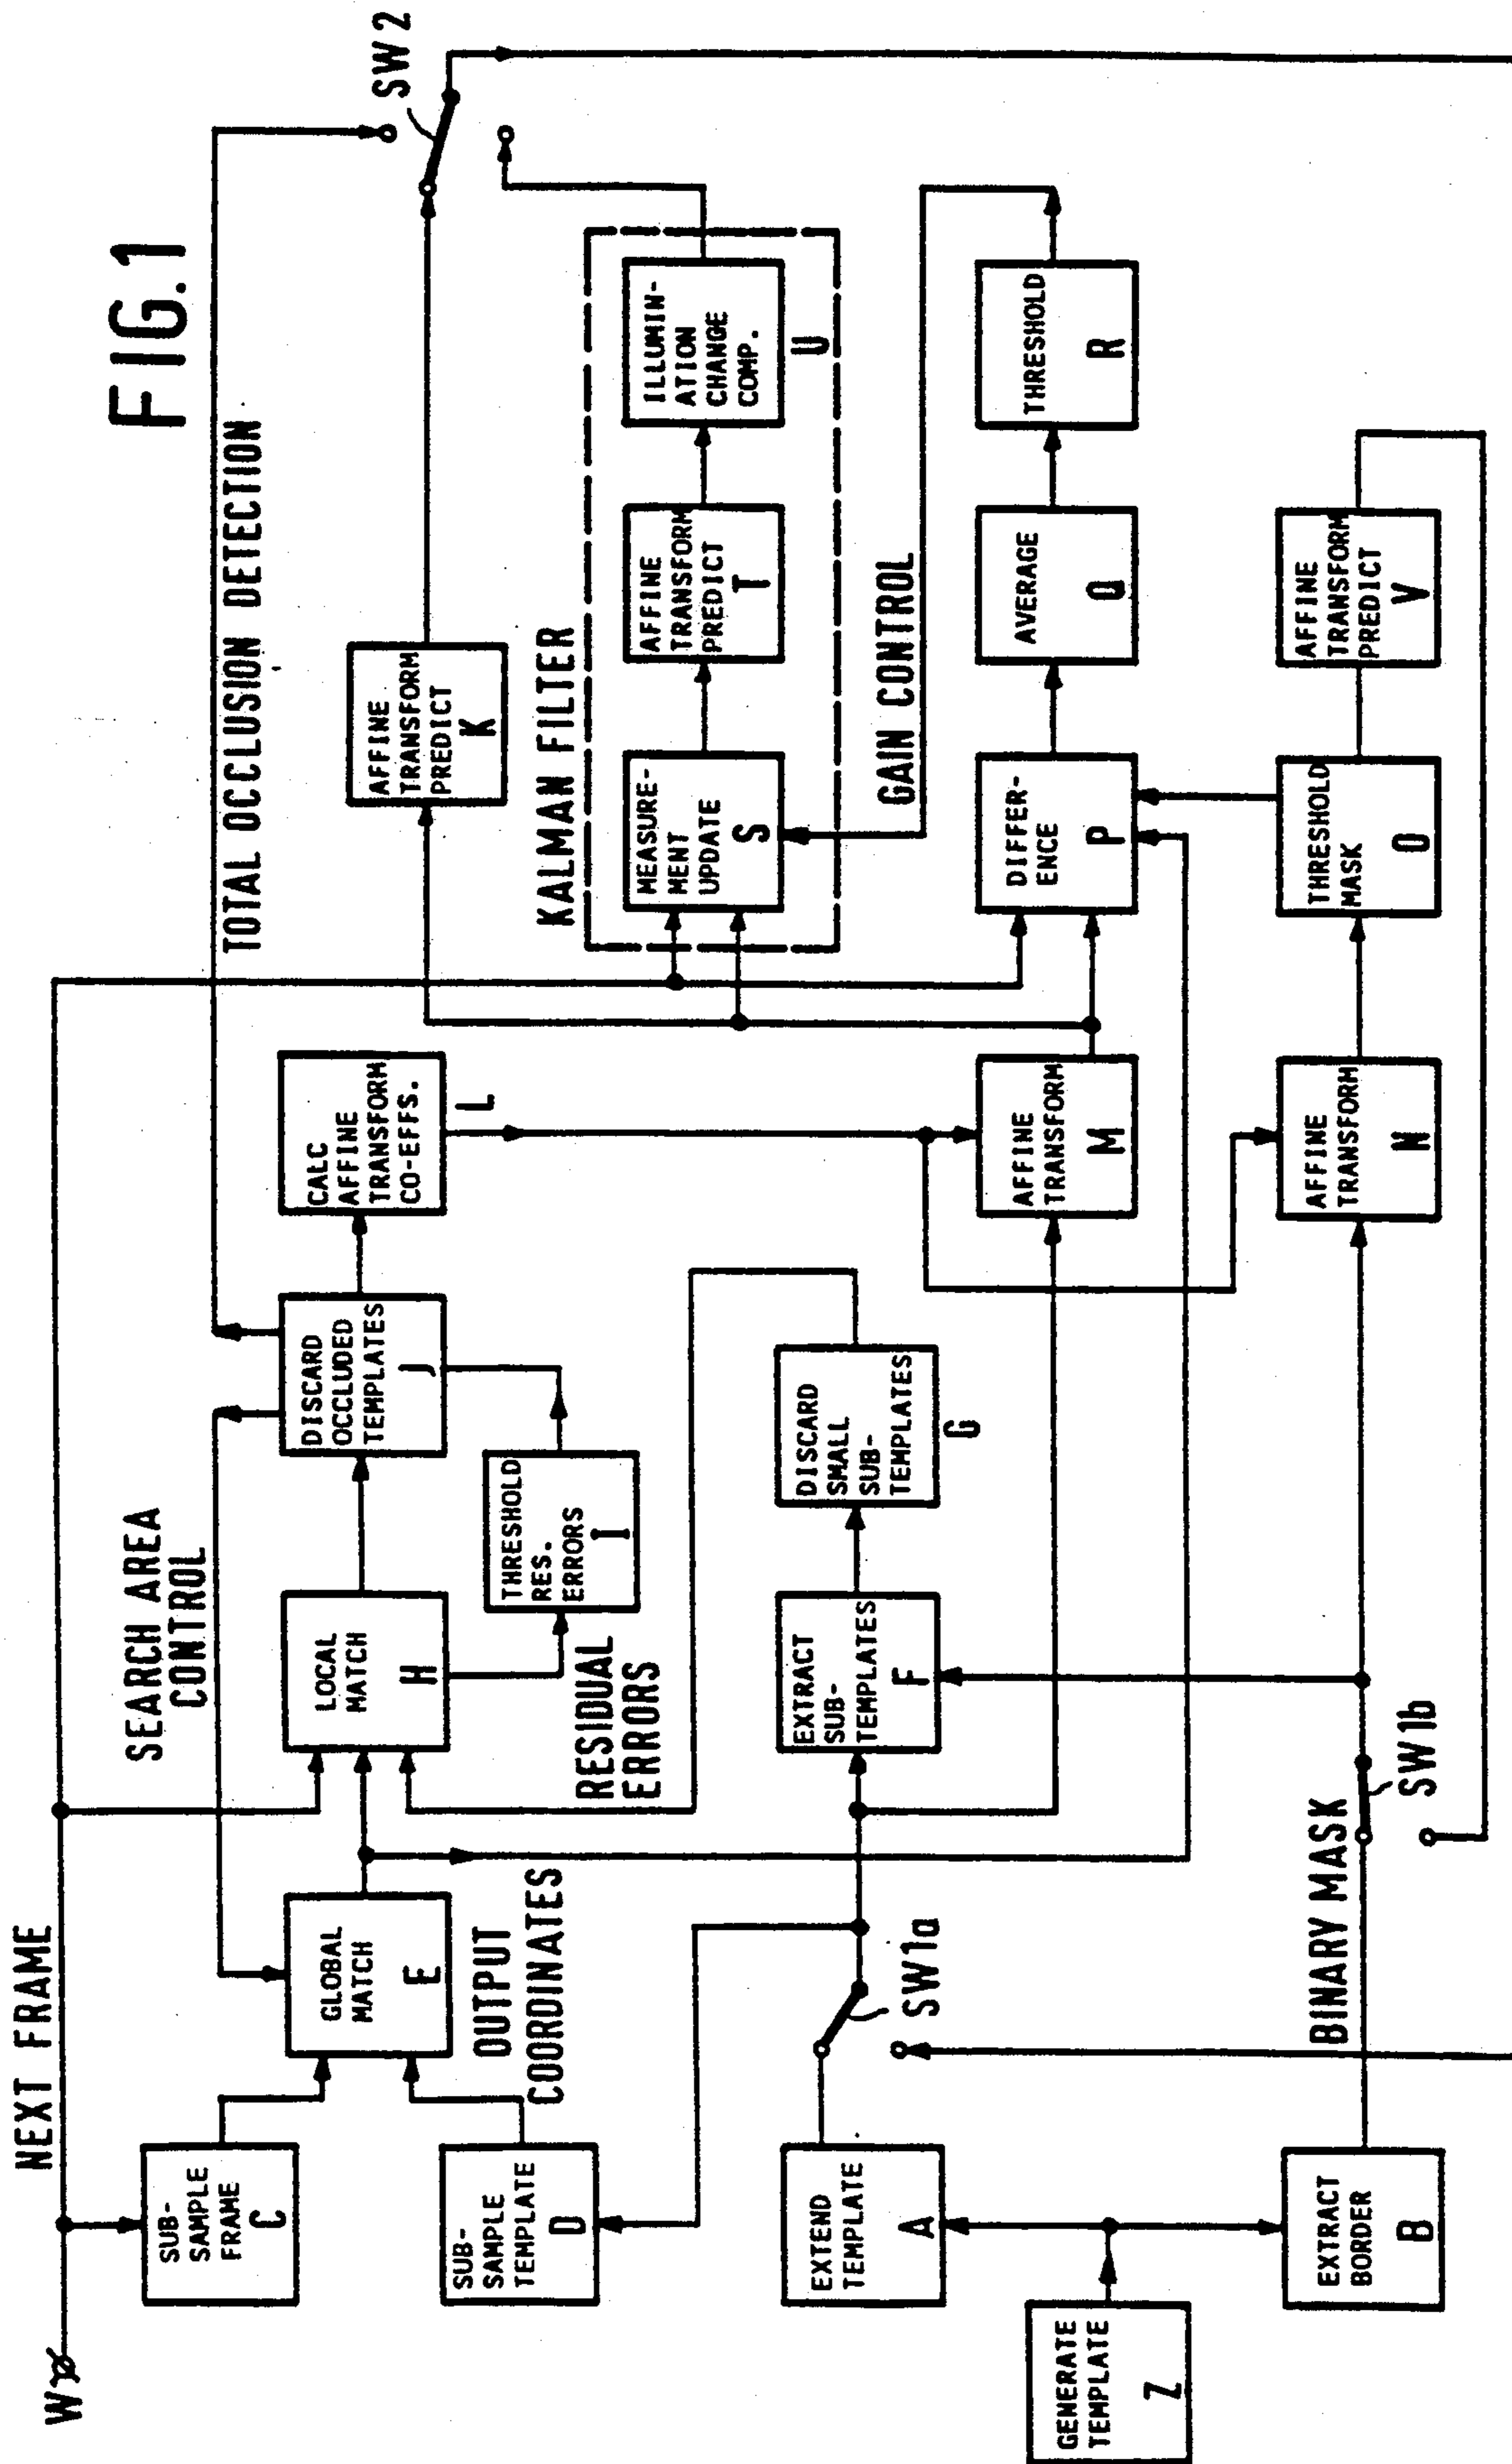 FIG.1
W
NEXT FRAME
SUB-
SAMPLE
FRAME
C
SUB-
SAMPLE
TEMPLATE
D
GLOBAL
MATCH
E
OUTPUT
COORDINATES
SEARCH AREA
CONTROL
LOCAL
MATCH
H
RESIDUAL
ERRORS
THRESHOLD
RES.
ERRORS
I
DISCARD
OCCLUDED
TEMPLATES
J
TOTAL OCCLUSION DETECTION
CALC
AFFINE
TRANSFORM
CO-EFFS.
L
AFFINE
TRANSFORM
PREDICT
K
SW2
KALMAN FILTER
MEASURE-
MENT
UPDATE
S
AFFINE
TRANSFORM
PREDICT
T
ILLUMIN-
ATION
CHANGE
COMP.
U
GAIN CONTROL
GENERATE
TEMPLATE
Z
EXTEND
TEMPLATE
A
SW1a
EXTRACT
SUB-
TEMPLATES
F
DISCARD
SMALL
SUB-
TEMPLATES
G
AFFINE
TRANSFORM
M
DIFFER-
ENCE
P
AVERAGE
Q
THRESHOLD
R
EXTRACT
BORDER
B
BINARY MASK
SW1b
AFFINE
TRANSFORM
N
THRESHOLD
MASK
O
AFFINE
TRANSFORM
PREDICT
V